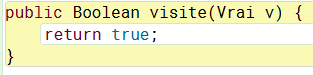 public Boolean visite(Vrai v) {
    return true;
}